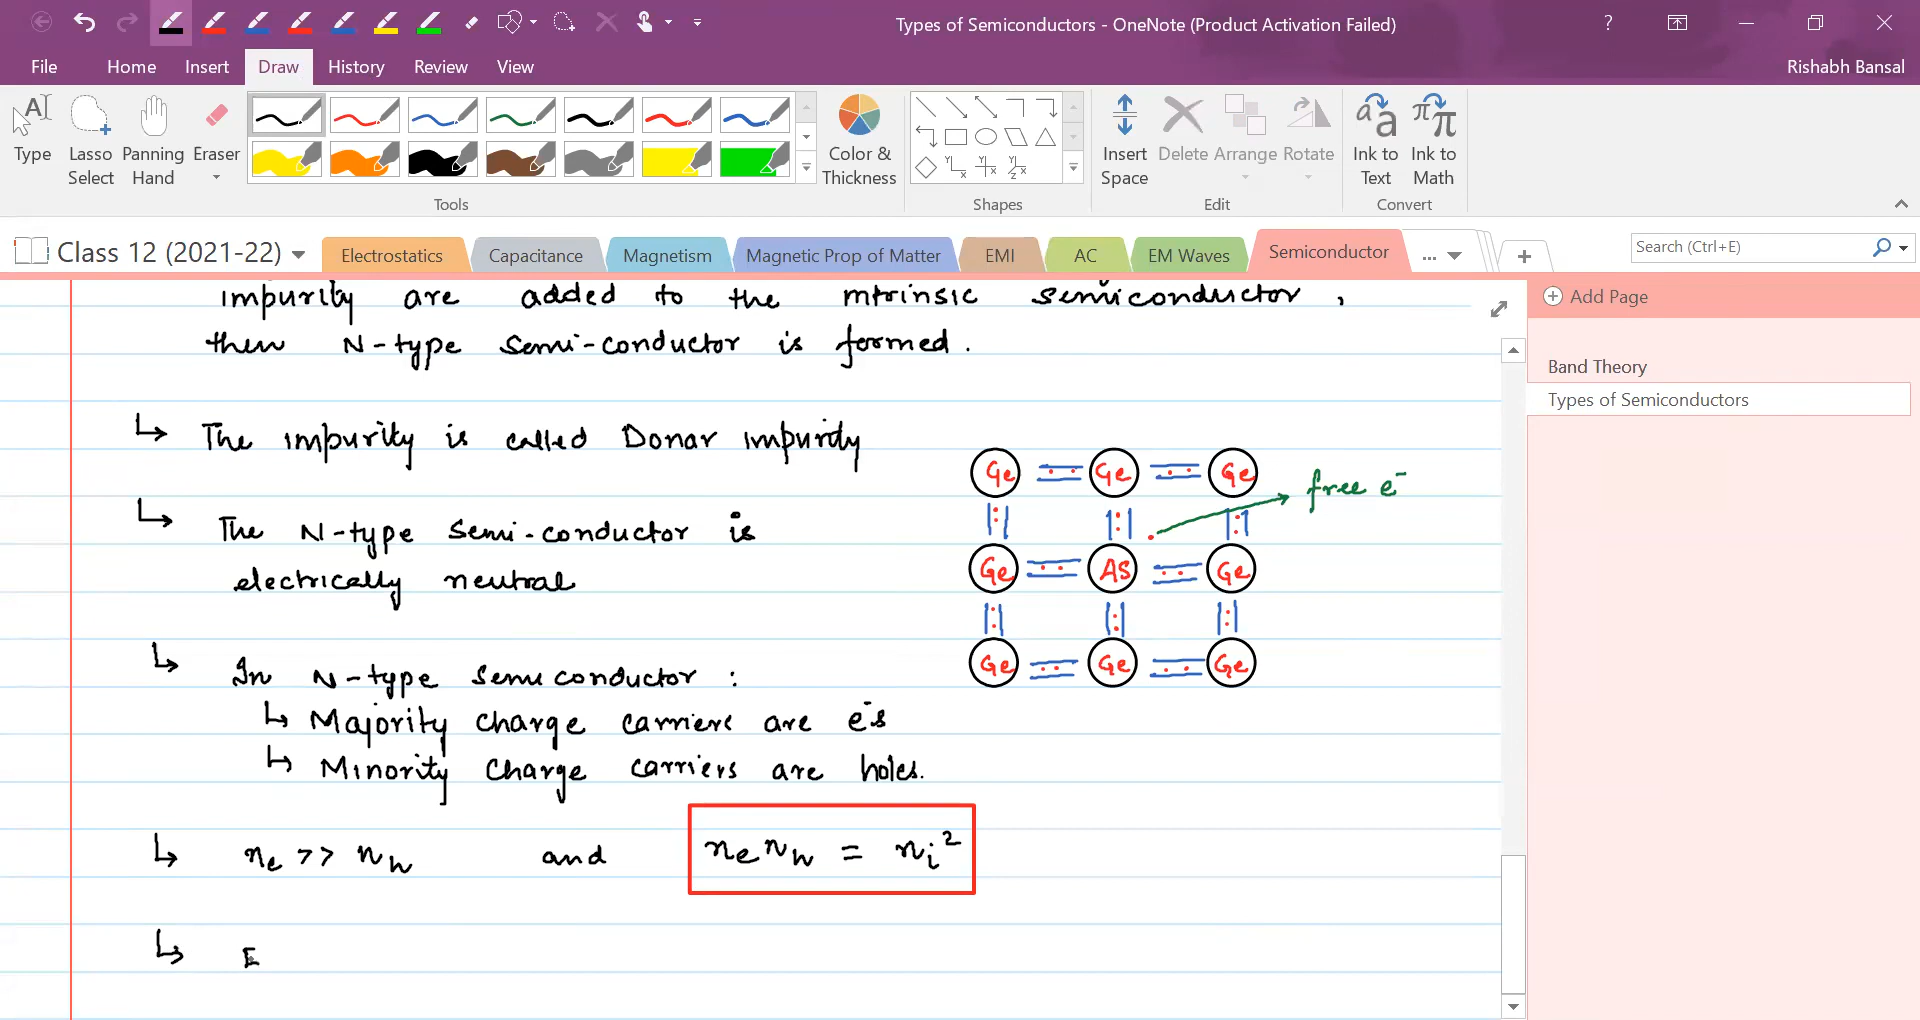 Types of Semiconductors - OneNote (Product Activation Failed)
?
File Home Insert Draw History Review View
Rishabh Bansal
Type
Lasso Select
Panning Hand
Eraser
Color & Thickness
Insert Space
Delete Arrange Rotate
Ink to Text
Ink to Math
Tools
Shapes
Edit
Convert
Class 12 (2021-22)
Electrostatics
Capacitance
Magnetism
Magnetic Prop of Matter
EMI
AC
EM Waves
Semiconductor
...
Search (Ctrl+E)
Add Page
Band Theory
Types of Semiconductors
impurity are added to the intrinsic semiconductor,
then N-type semi-conductor is formed.
↳ The impurity is called Donar impurity
↳ The N-type semi-conductor is
electrically neutral
↳ In N-type semiconductor :
↳ Majority charge carriers are e⁻s
↳ Minority charge carriers are holes.
↳ nₑ >> nₕ and nₑnₕ = nᵢ²
↳ E
Ge Ge Ge
free e⁻
Ge AS Ge
Ge Ge Ge